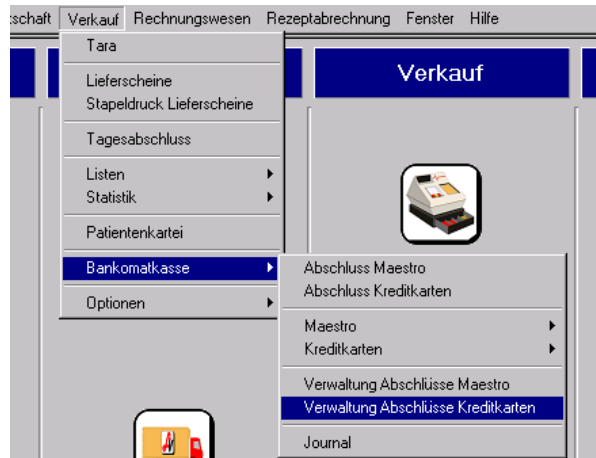 Verkauf Rechnungswesen Rezeptabrechnung Fenster Hilfe
Tara
Lieferscheine
Stapeldruck Lieferscheine
Tagesabschluss
Listen
Statistik
Patientenkartei
Bankomatkasse
Optionen
Verkauf
Abschluss Maestro
Abschluss Kreditkarten
Maestro
Kreditkarten
Verwaltung Abschlüsse Maestro
Verwaltung Abschlüsse Kreditkarten
Journal